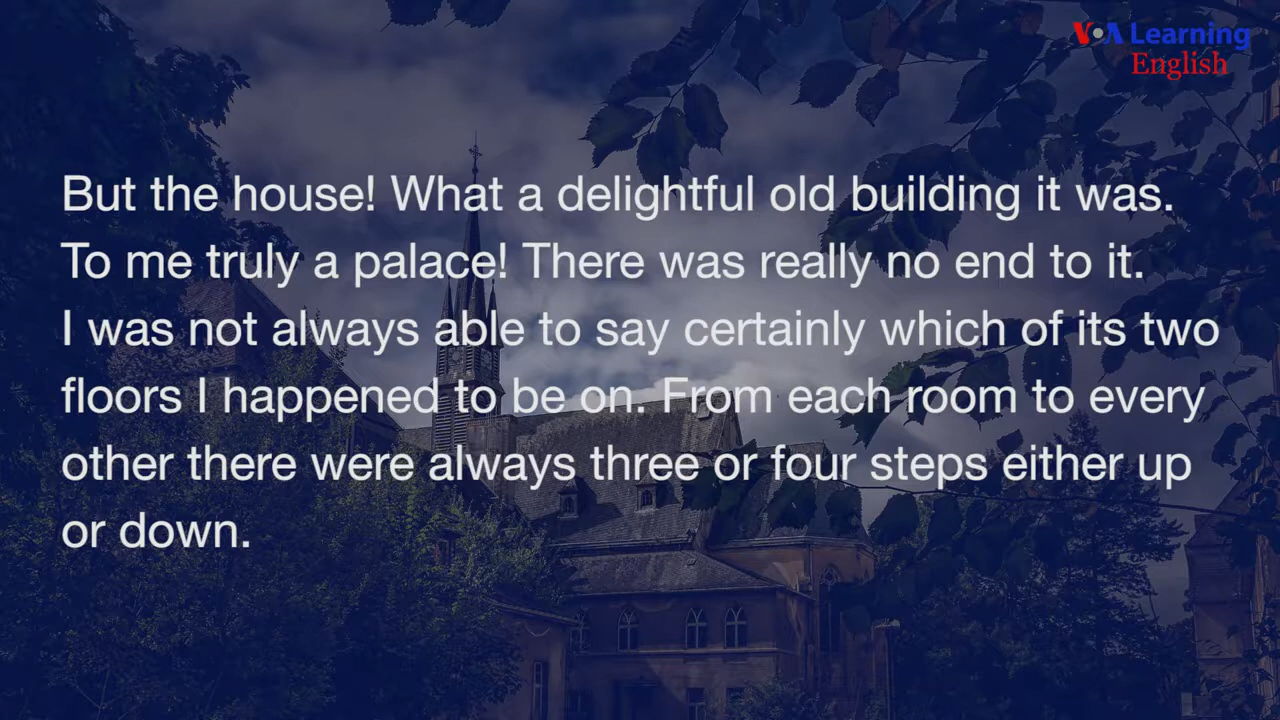 VOA Learning
English
But the house! What a delightful old building it was.
To me truly a palace! There was really no end to it.
I was not always able to say certainly which of its two
floors I happened to be on. From each room to every
other there were always three or four steps either up
or down.